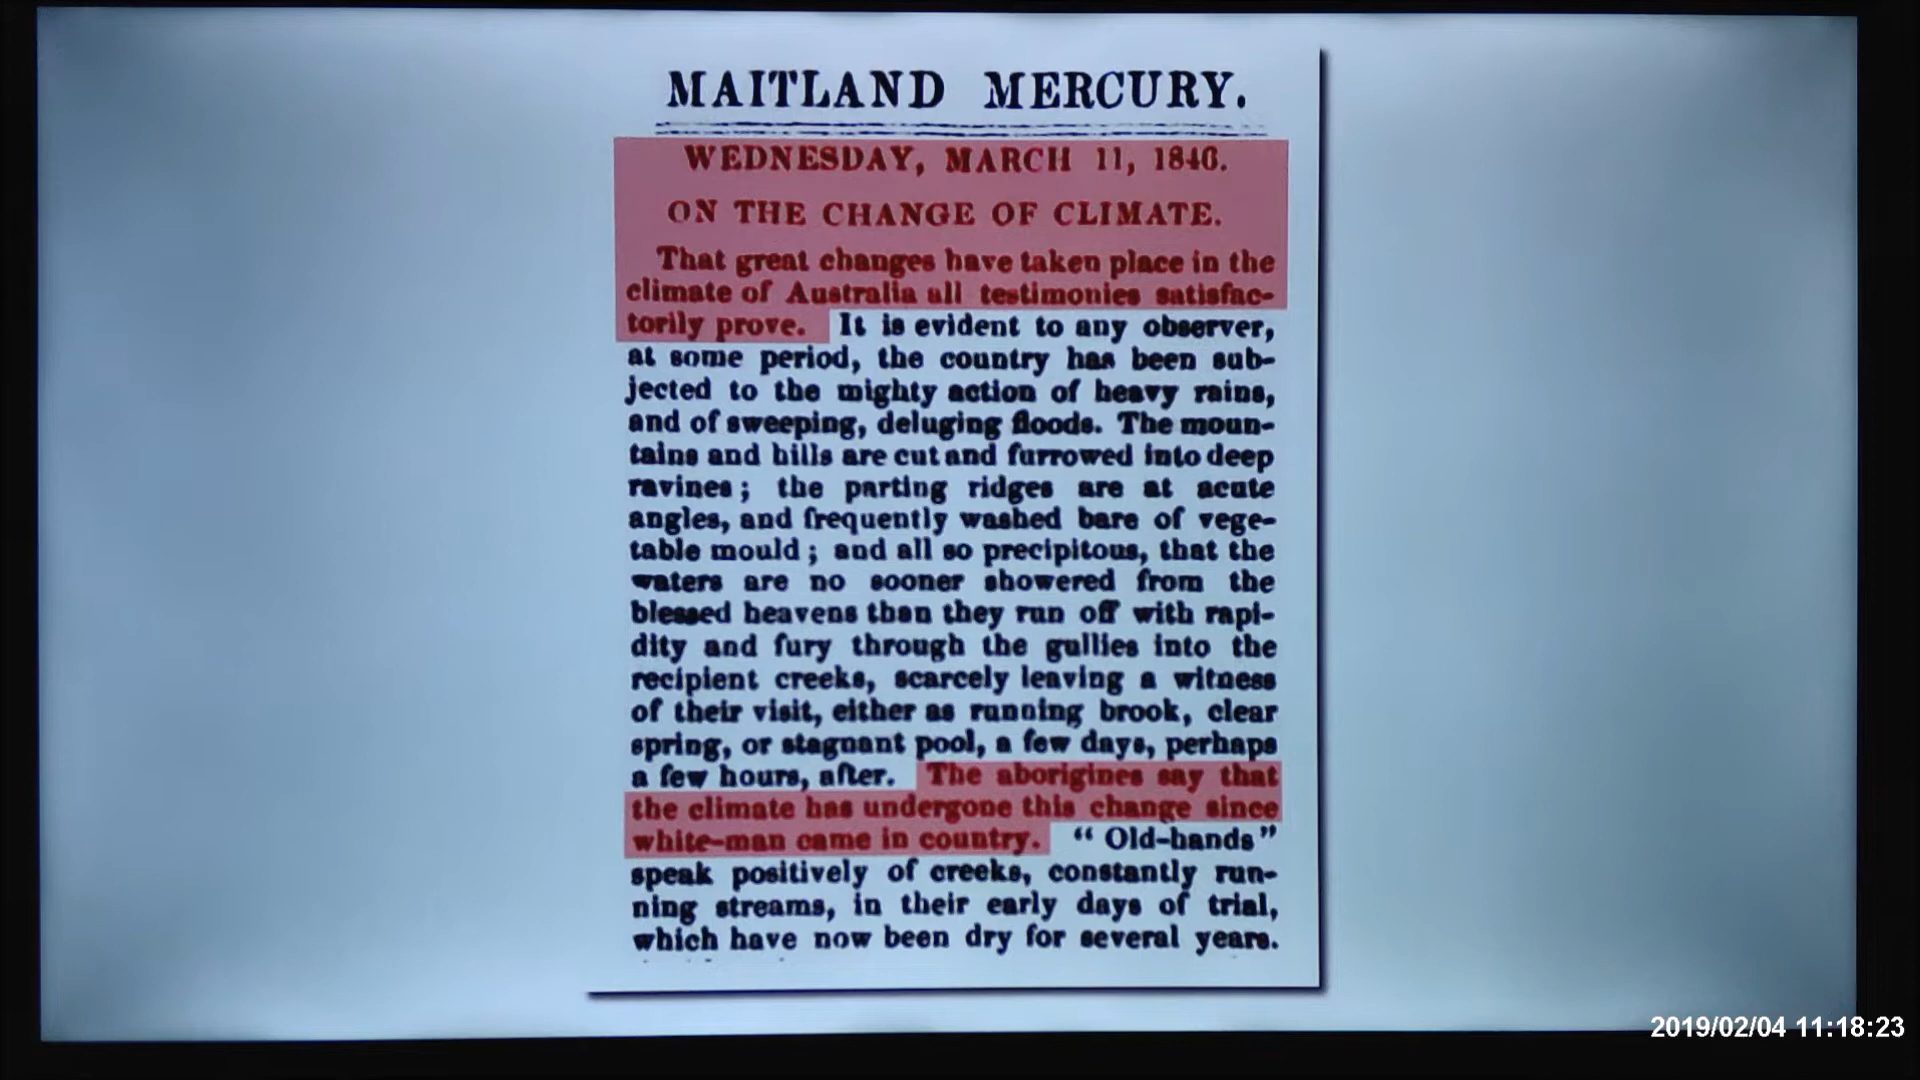 MAITLAND MERCURY.
WEDNESDAY, MARCH 11, 1846.
ON THE CHANGE OF CLIMATE.
That great changes have taken place in the
climate of Australia all testimonies satisfac-
torily prove. It is evident to any observer,
at some period, the country has been sub-
jected to the mighty action of heavy rains,
and of sweeping, deluging floods. The moun-
tains and hills are cut and furrowed into deep
ravines; the parting ridges are at acute
angles, and frequently washed bare of vege-
table mould; and all so precipitous, that the
waters are no sooner showered from the
blessed heavens than they run off with rapi-
dity and fury through the gullies into the
recipient creeks, scarcely leaving a witness
of their visit, either as running brook, clear
spring, or stagnant pool, a few days, perhaps
a few hours, after. The aborigines say that
the climate has undergone this change since
white-man came in country. "Old-hands"
speak positively of creeks, constantly run-
ning streams, in their early days of trial,
which have now been dry for several years.
2019/02/04 11:18:23